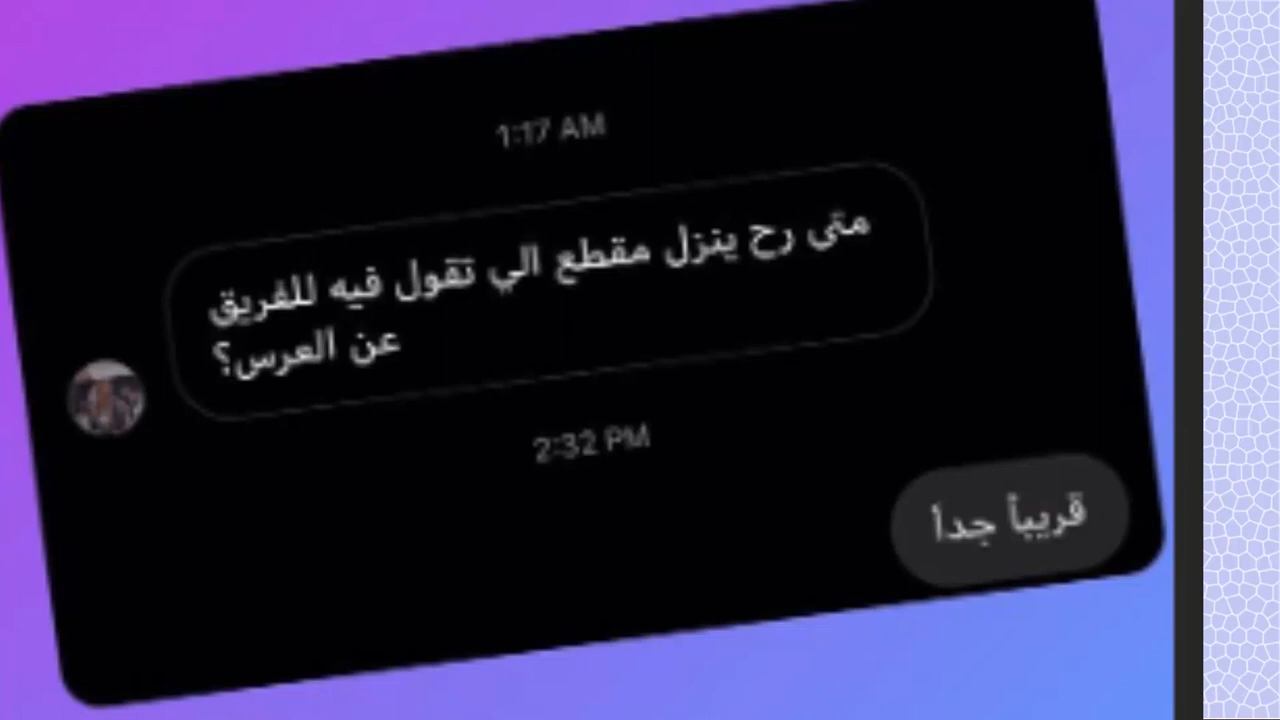 1:17 AM
متى رح ينزل مقطع الي تقول فيه للفريق
عن العرس؟
2:32 PM
قريباً جداً